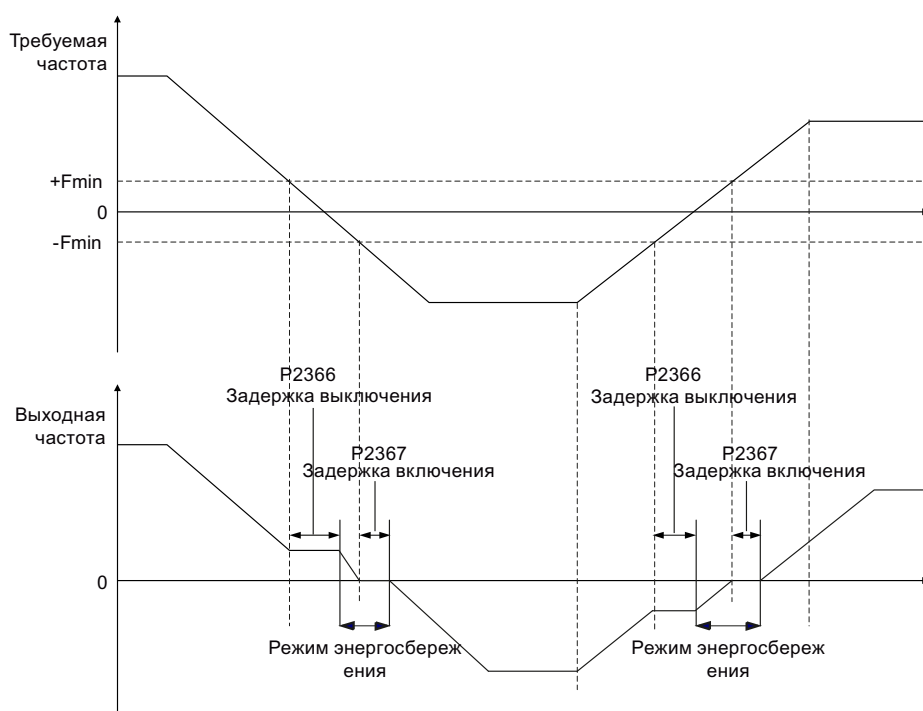 Требуемая
частота
+Fmin
0
-Fmin
P2366
Задержка выключения
P2366
Задержка выключения
Выходная
частота
P2367
Задержка включения
P2367
Задержка включения
0
Режим энергосбереж
ения
Режим энергосбереж
ения